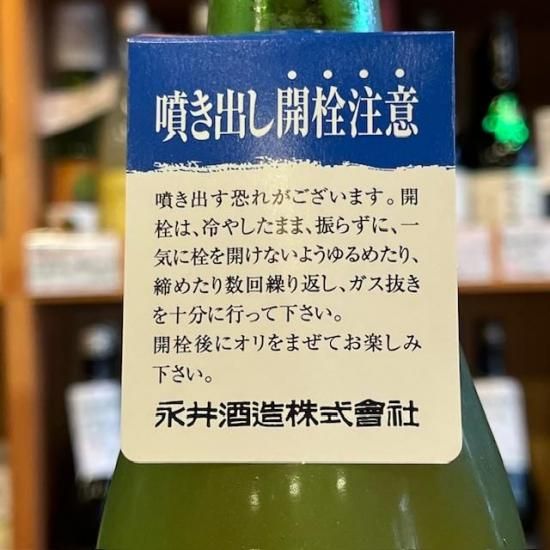 噴き出し開栓注意
噴き出す恐れがございます。開
栓は、冷やしたまま、振らずに、一
気に栓を開けないようゆるめたり、
締めたり数回繰り返し、ガス抜き
を十分に行って下さい。
開栓後にオリをまぜてお楽しみ
下さい。
永井酒造株式會社